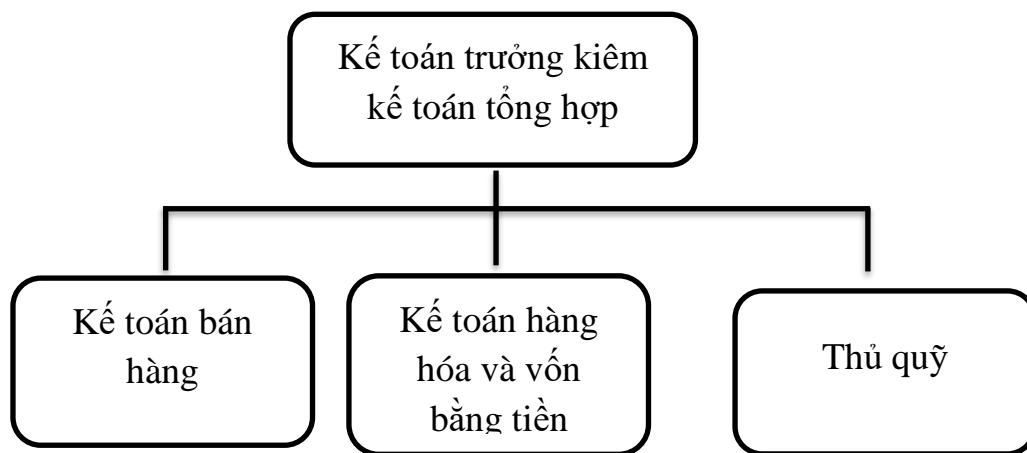 Kế toán trưởng kiêm
kế toán tổng hợp
Kế toán bán
hàng
Kế toán hàng
hóa và vốn
bằng tiền
Thủ quỹ